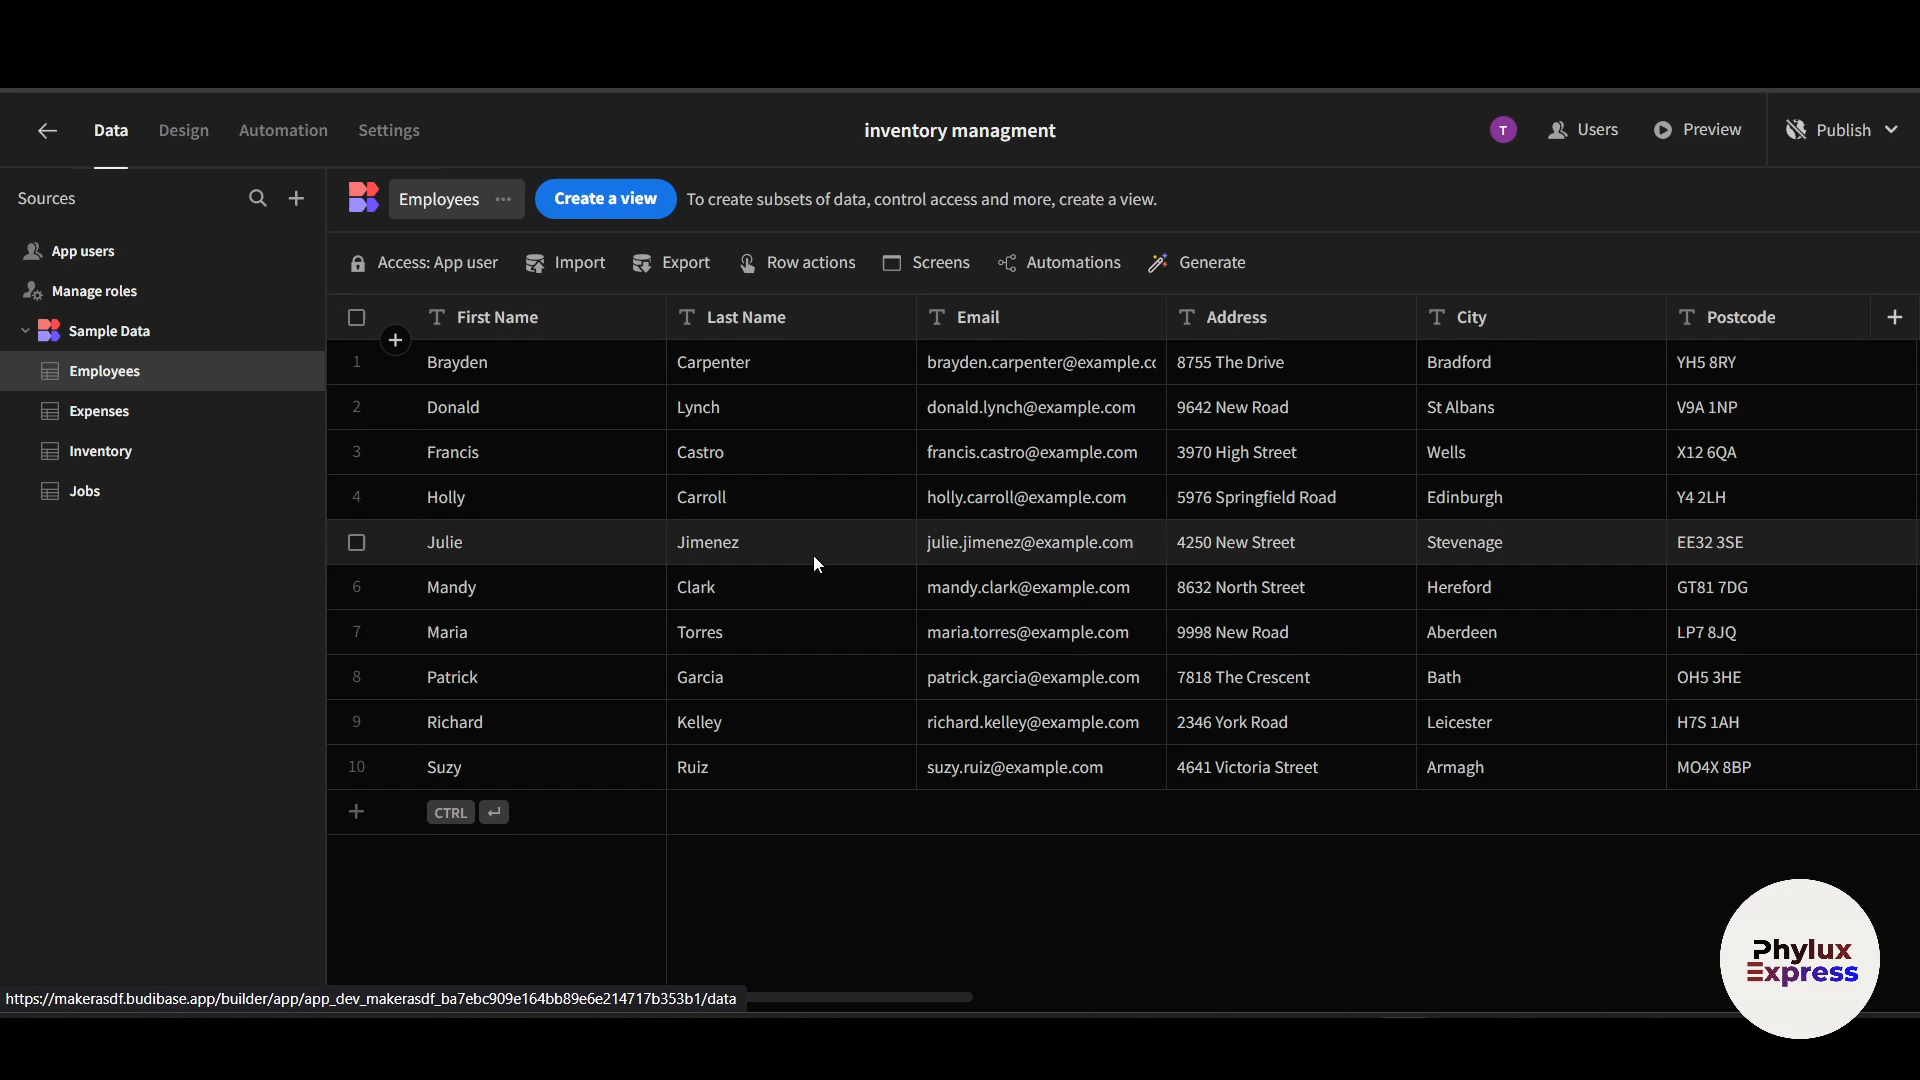 Data Design Automation Settings
inventory managment
T Users Preview Publish
Sources
App users
Manage roles
Sample Data
Employees
Expenses
Inventory
Jobs
Employees Create a view To create subsets of data, control access and more, create a view.
Access: App user Import Export Row actions Screens Automations Generate
First Name Last Name Email Address City Postcode
1 Brayden Carpenter brayden.carpenter@example.cc 8755 The Drive Bradford YH5 8RY
2 Donald Lynch donald.lynch@example.com 9642 New Road St Albans V9A 1NP
3 Francis Castro francis.castro@example.com 3970 High Street Wells X12 6QA
4 Holly Carroll holly.carroll@example.com 5976 Springfield Road Edinburgh Y4 2LH
Julie Jimenez julie.jimenez@example.com 4250 New Street Stevenage EE32 3SE
6 Mandy Clark mandy.clark@example.com 8632 North Street Hereford GT81 7DG
7 Maria Torres maria.torres@example.com 9998 New Road Aberdeen LP7 8JQ
8 Patrick Garcia patrick.garcia@example.com 7818 The Crescent Bath OH5 3HE
9 Richard Kelley richard.kelley@example.com 2346 York Road Leicester H7S 1AH
10 Suzy Ruiz suzy.ruiz@example.com 4641 Victoria Street Armagh MO4X 8BP
CTRL
https://makerasdf.budibase.app/builder/app/app_dev_makerasdf_ba7ebc909e164bb89e6e214717b353b1/data
Phylux
Express